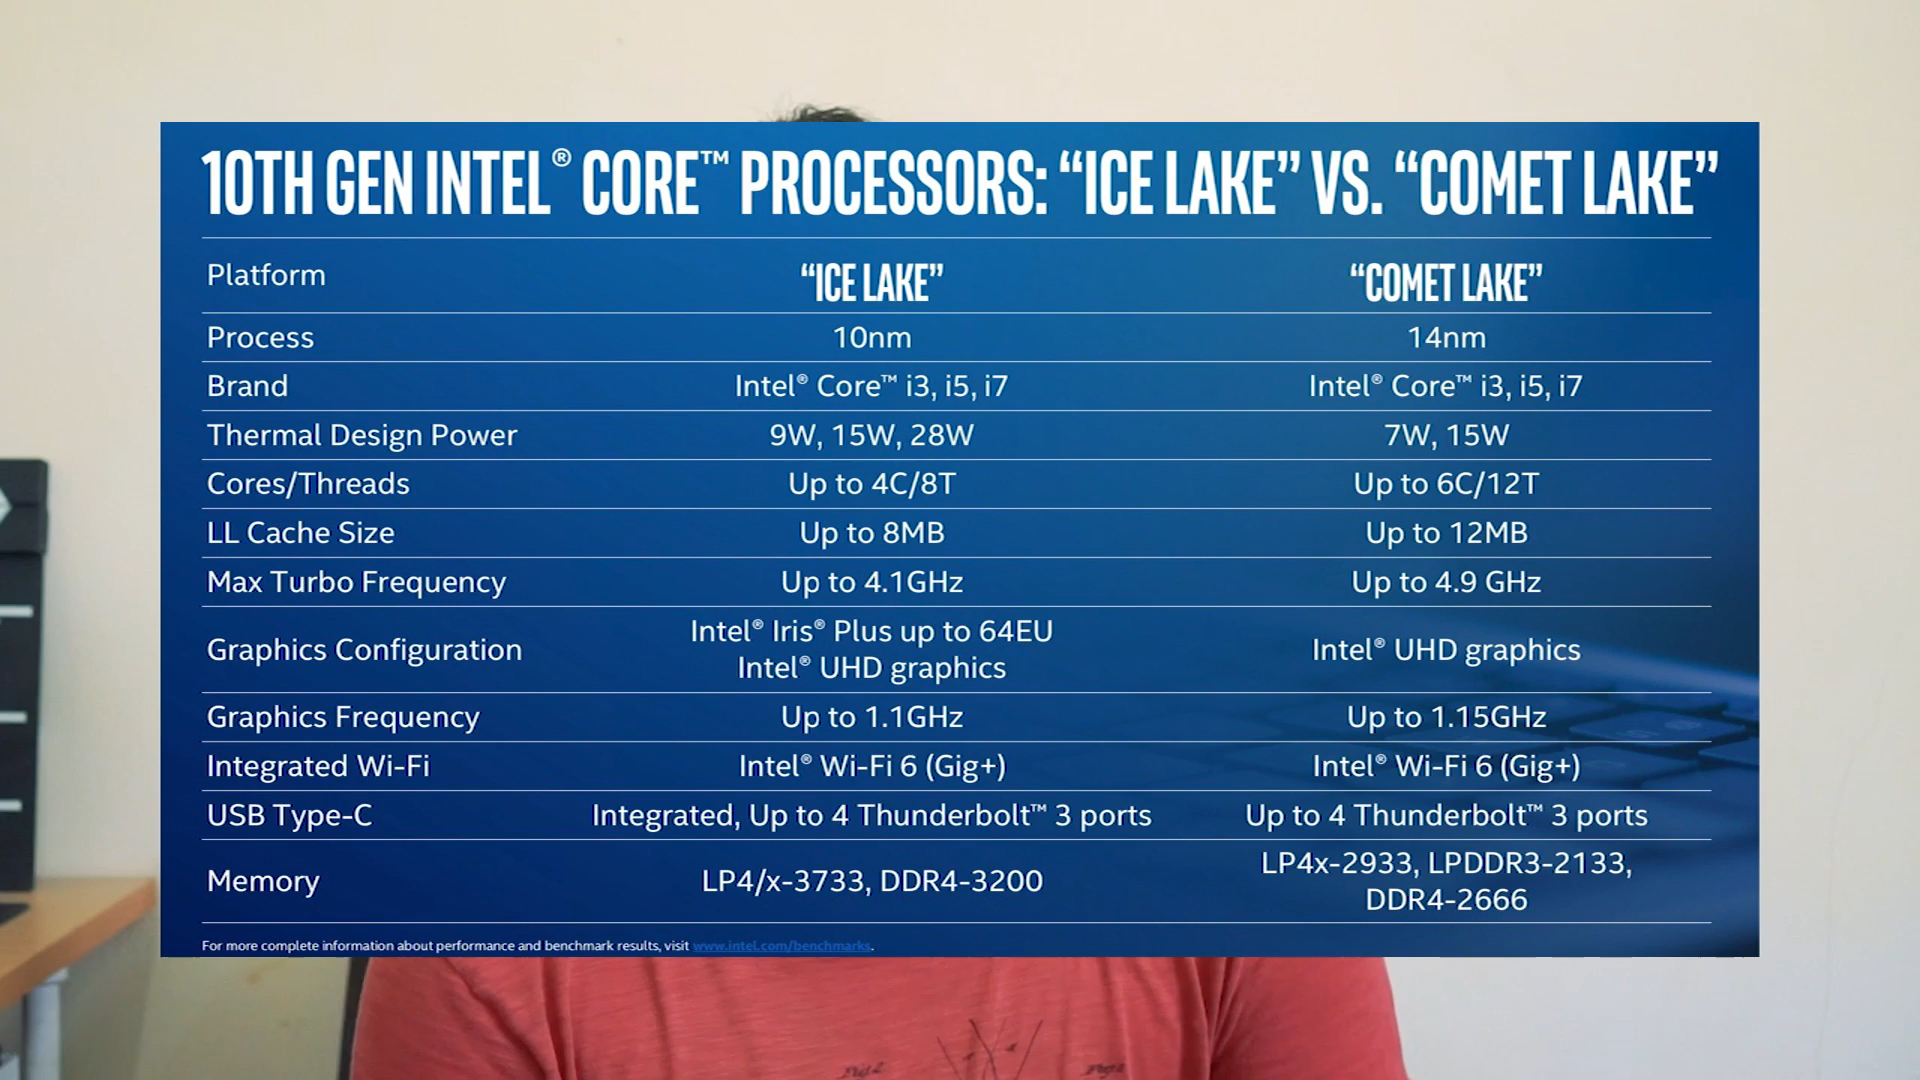 10TH GEN INTEL® CORE™ PROCESSORS: “ICE LAKE” VS. “COMET LAKE”
Platform “ICE LAKE” “COMET LAKE”
Process 10nm 14nm
Brand Intel® Core™ i3, i5, i7 Intel® Core™ i3, i5, i7
Thermal Design Power 9W, 15W, 28W 7W, 15W
Cores/Threads Up to 4C/8T Up to 6C/12T
LL Cache Size Up to 8MB Up to 12MB
Max Turbo Frequency Up to 4.1GHz Up to 4.9 GHz
Graphics Configuration Intel® Iris® Plus up to 64EU
Intel® UHD graphics Intel® UHD graphics
Graphics Frequency Up to 1.1GHz Up to 1.15GHz
Integrated Wi-Fi Intel® Wi-Fi 6 (Gig+) Intel® Wi-Fi 6 (Gig+)
USB Type-C Integrated, Up to 4 Thunderbolt™ 3 ports Up to 4 Thunderbolt™ 3 ports
Memory LP4/x-3733, DDR4-3200 LP4x-2933, LPDDR3-2133,
DDR4-2666
For more complete information about performance and benchmark results, visit www.intel.com/benchmarks.